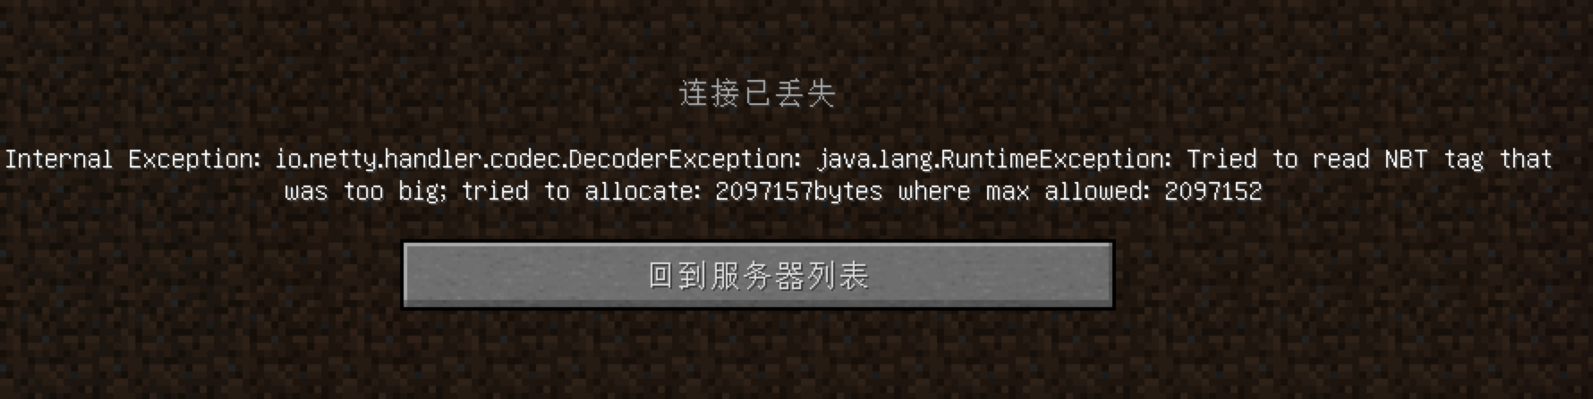 连接已丢失
Internal Exception: io.netty.handler.codec.DecoderException: java.lang.RuntimeException: Tried to read NBT tag that
was too big; tried to allocate: 2097157bytes where max allowed: 2097152
回到服务器列表